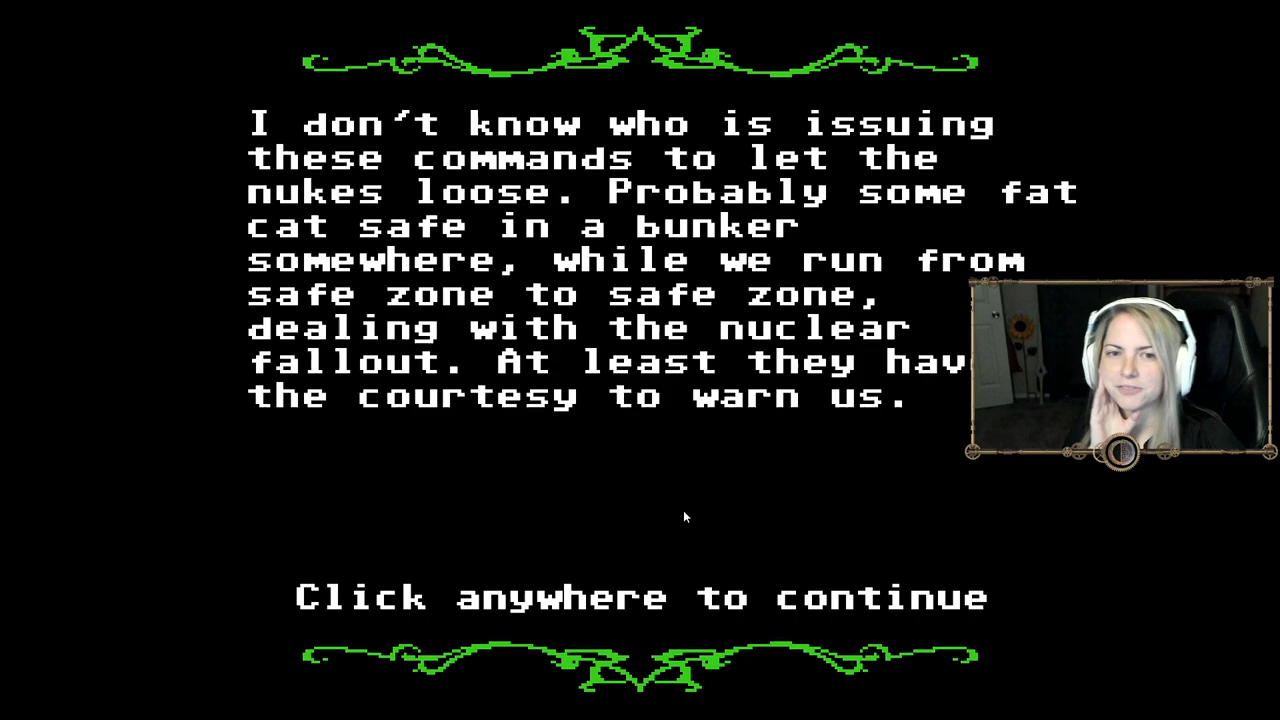 I don't know who is issuing
these commands to let the
nukes loose. Probably some fat
cat safe in a bunker
somewhere, while we run from
safe zone to safe zone,
dealing with the nuclear
fallout. At least they hav
the courtesy to warn us.
Click anywhere to continue